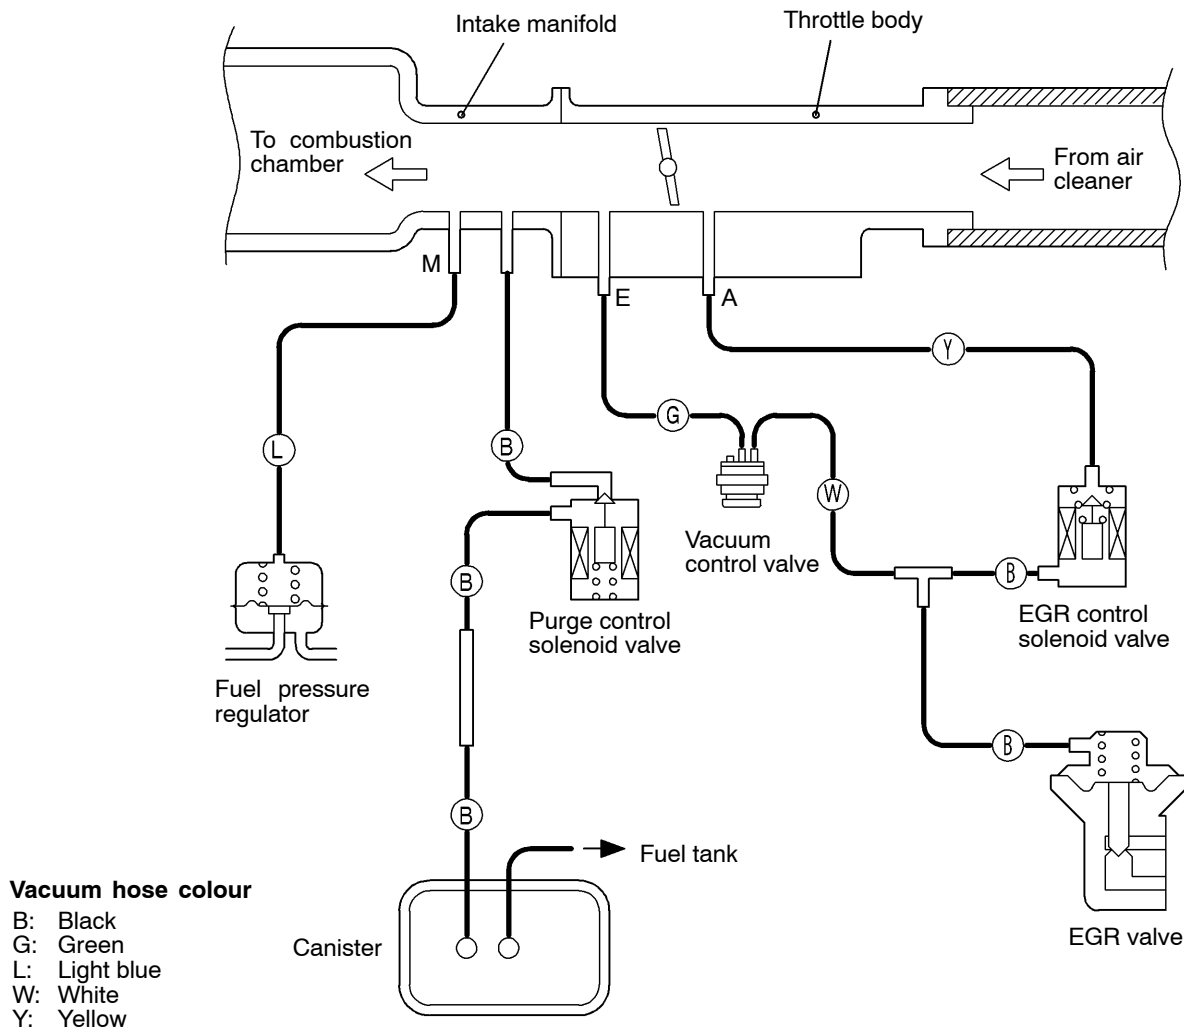 Intake manifold
Throttle body
To combustion
chamber
From air
cleaner
M
E
A
Y
G
L
B
W
Vacuum
control valve
B
B
EGR control
solenoid valve
Purge control
solenoid valve
Fuel pressure
regulator
B
B
Fuel tank
Vacuum hose colour
B: Black
G: Green
L: Light blue
W: White
Y: Yellow
Canister
EGR valve